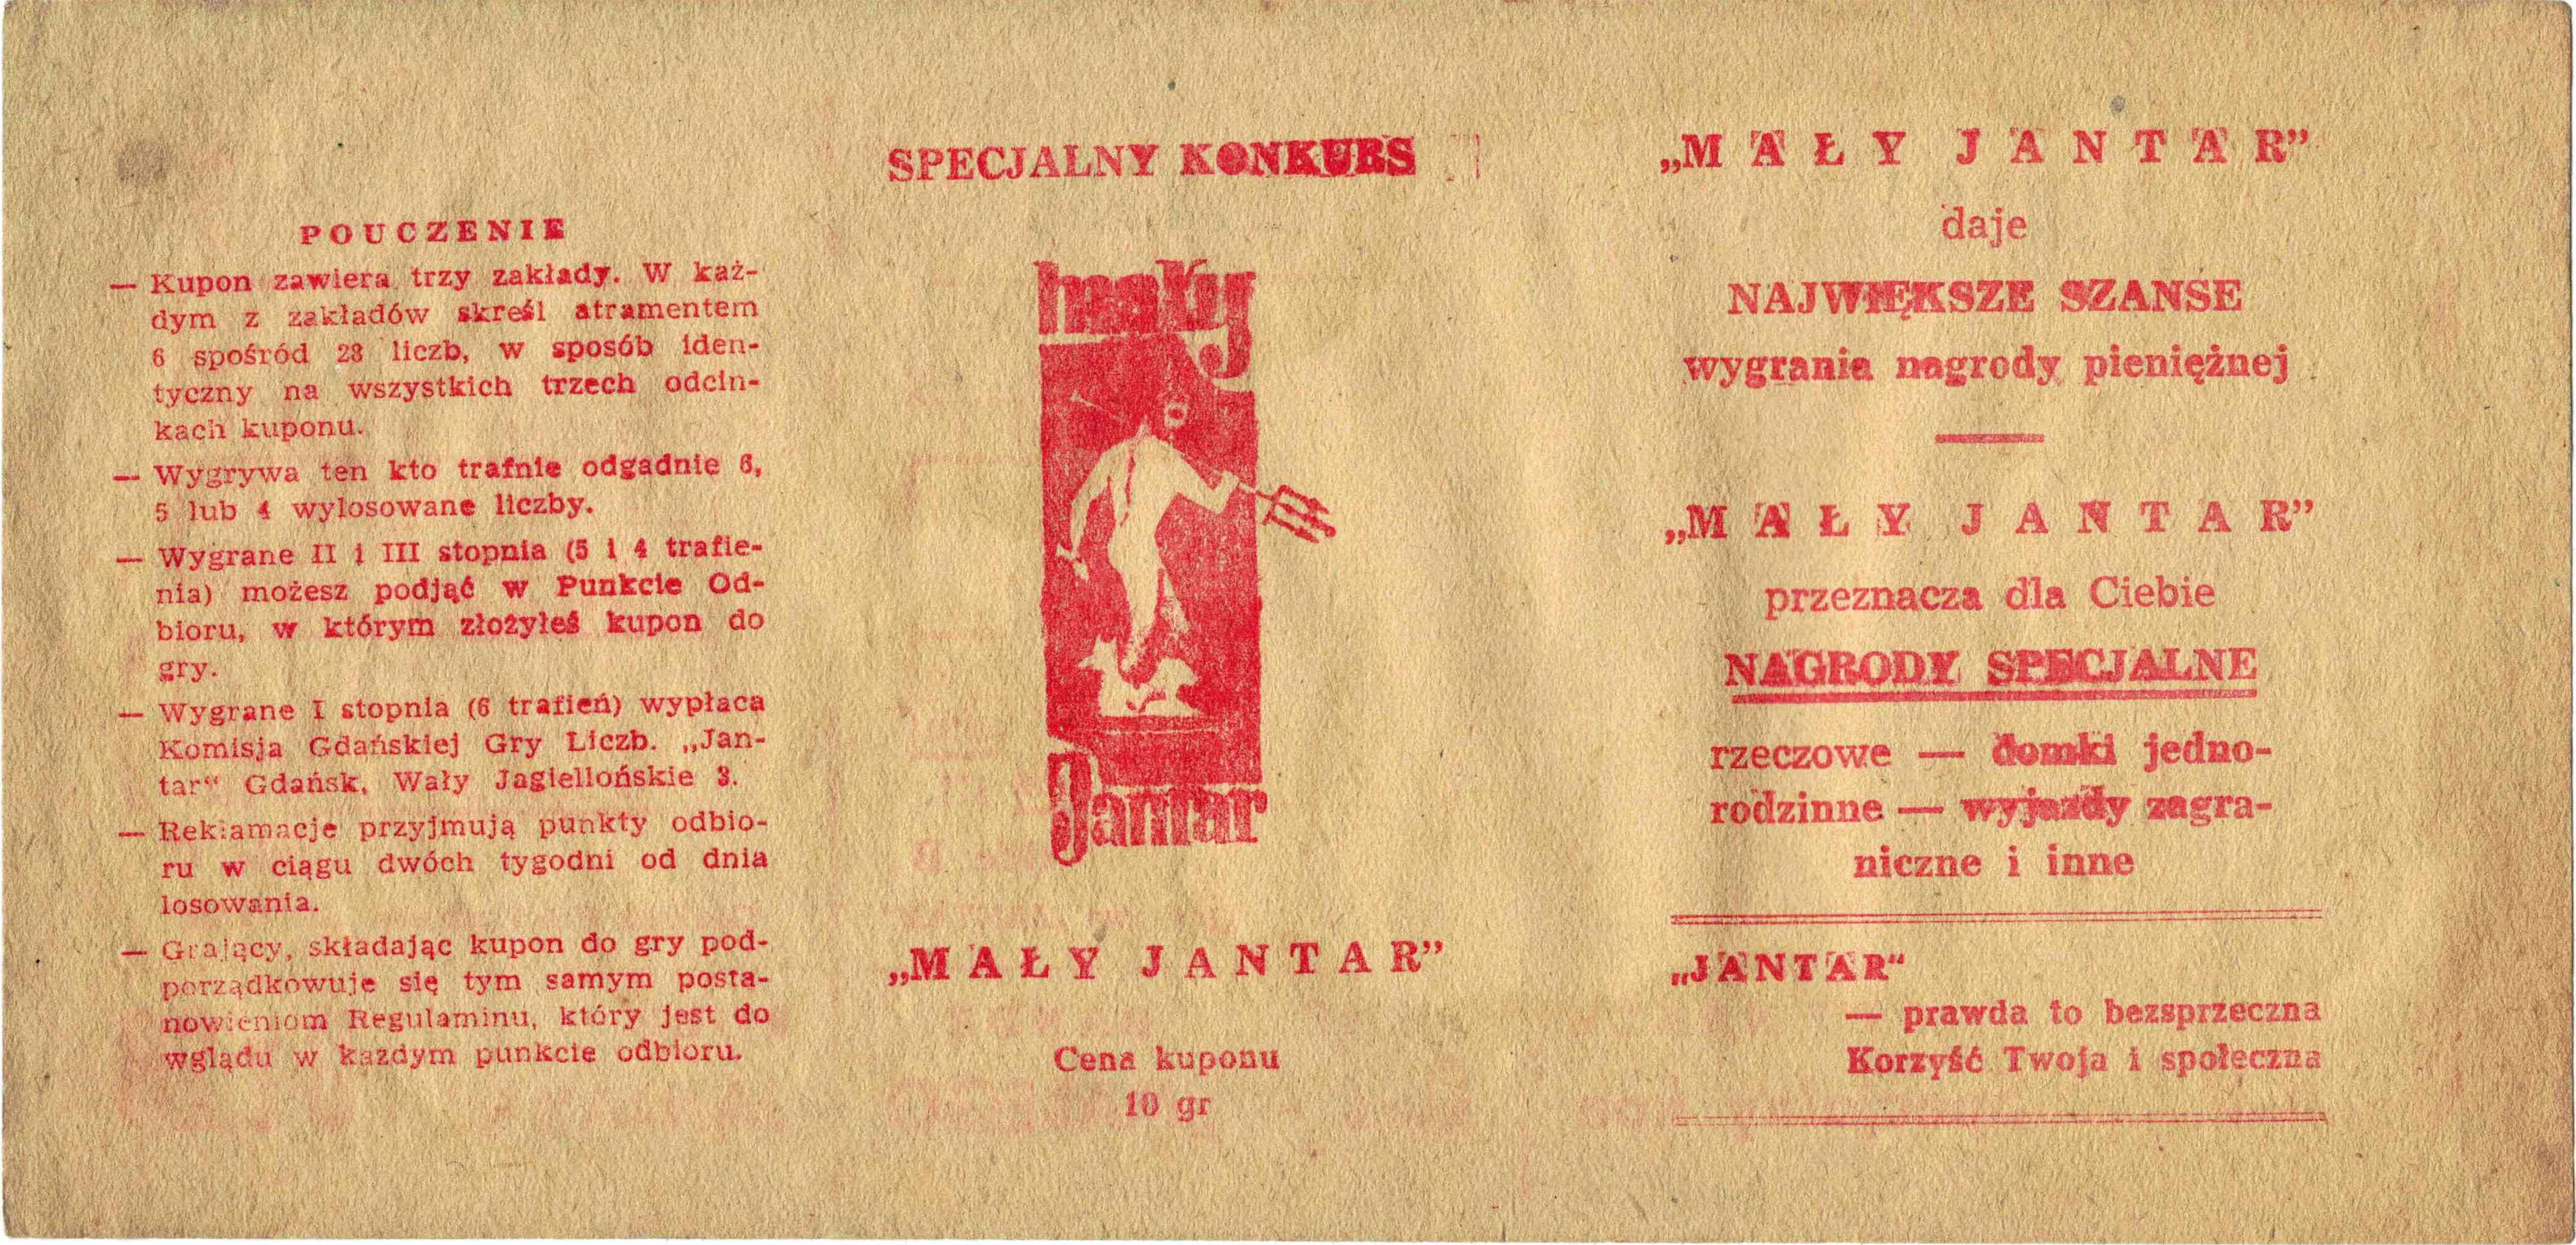 POUCZENIE
— Kupon zawiera trzy zakłady. W każ-
dym z zakładów skreśl atramentem
6 spośród 28 liczb, w sposób iden-
tyczny na wszystkich trzech odcin-
kach kuponu.
— Wygrywa ten kto trafnie odgadnie 6,
5 lub 4 wylosowane liczby.
— Wygrane II i III stopnia (5 i 4 trafie-
nia) możesz podjąć w Punkcie Od-
bioru, w którym złożyłeś kupon do
gry.
— Wygrane I stopnia (6 trafień) wypłaca
Komisja Gdańskiej Gry Liczb. „Jan-
tar“ Gdańsk, Wały Jagiellońskie 3.
— Reklamacje przyjmują punkty odbio-
ru w ciągu dwóch tygodni od dnia
losowania.
— Grający, składając kupon do gry pod-
porządkowuje się tym samym posta-
nowieniom Regulaminu, który jest do
wglądu w każdym punkcie odbioru.
SPECJALNY KONKURS
mały
Jantar
„MAŁY JANTAR”
Cena kuponu
10 gr
„MAŁY JANTAR”
daje
NAJWIĘKSZE SZANSE
wygrania nagrody pieniężnej
„MAŁY JANTAR”
przeznacza dla Ciebie
NAGRODY SPECJALNE
rzeczowe — domki jedno-
rodzinne — wyjazdy zagra-
niczne i inne
„JANTAR“
— prawda to bezsprzeczna
Korzyść Twoja i społeczna